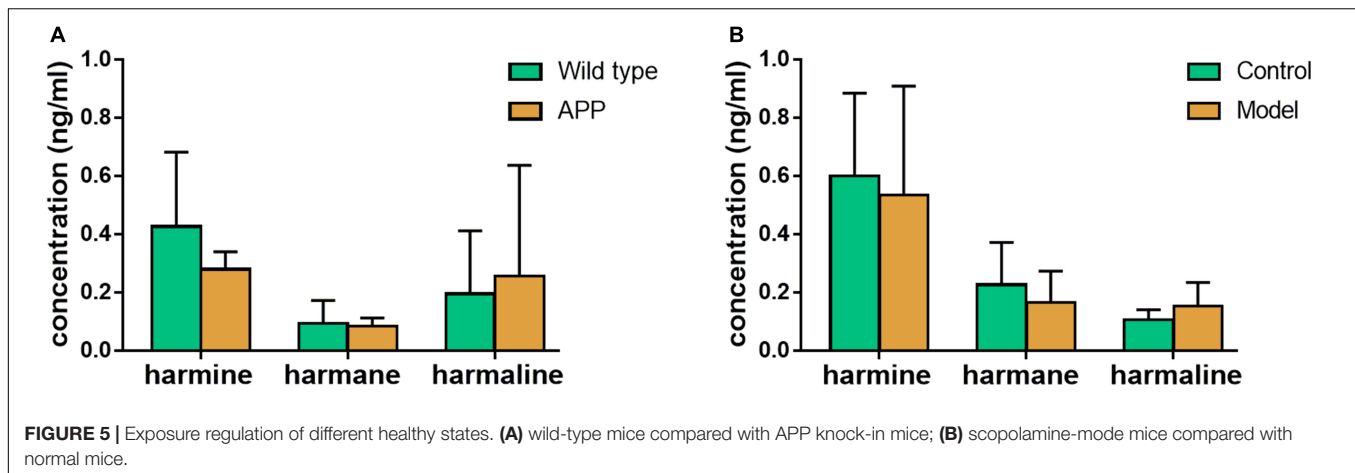 A
concentration (ng/ml)
1.0
0.8
0.6
0.4
0.2
0.0
Wild type
APP
harmine harmane harmaline
B
concentration (ng/ml)
1.0
0.8
0.6
0.4
0.2
0.0
Control
Model
harmine harmane harmaline
FIGURE 5 | Exposure regulation of different healthy states. (A) wild-type mice compared with APP knock-in mice; (B) scopolamine-mode mice compared with
normal mice.